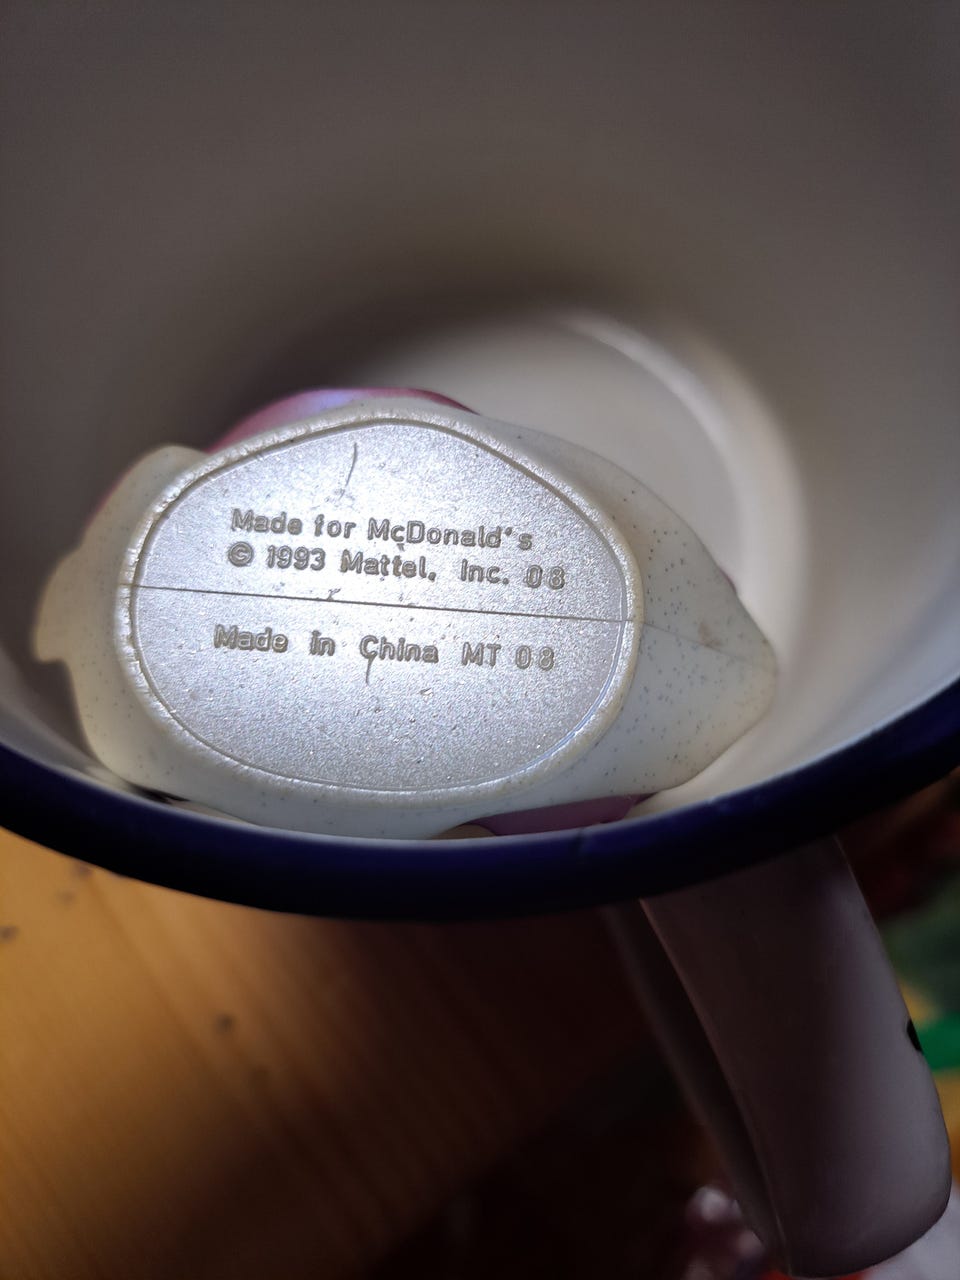 Made for McDonald's
© 1993 Mattel, Inc. 08
Made in China MT 08